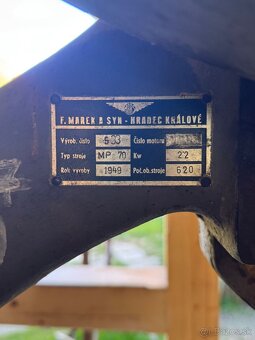 F. MAREK A SYN - HRADEC KRÁLOVÉ
Výrob. číslo 533 Číslo motoru
Typ stroje MP 70 Kw 22
Rok výroby 1949 Poč. ob. stroje 620